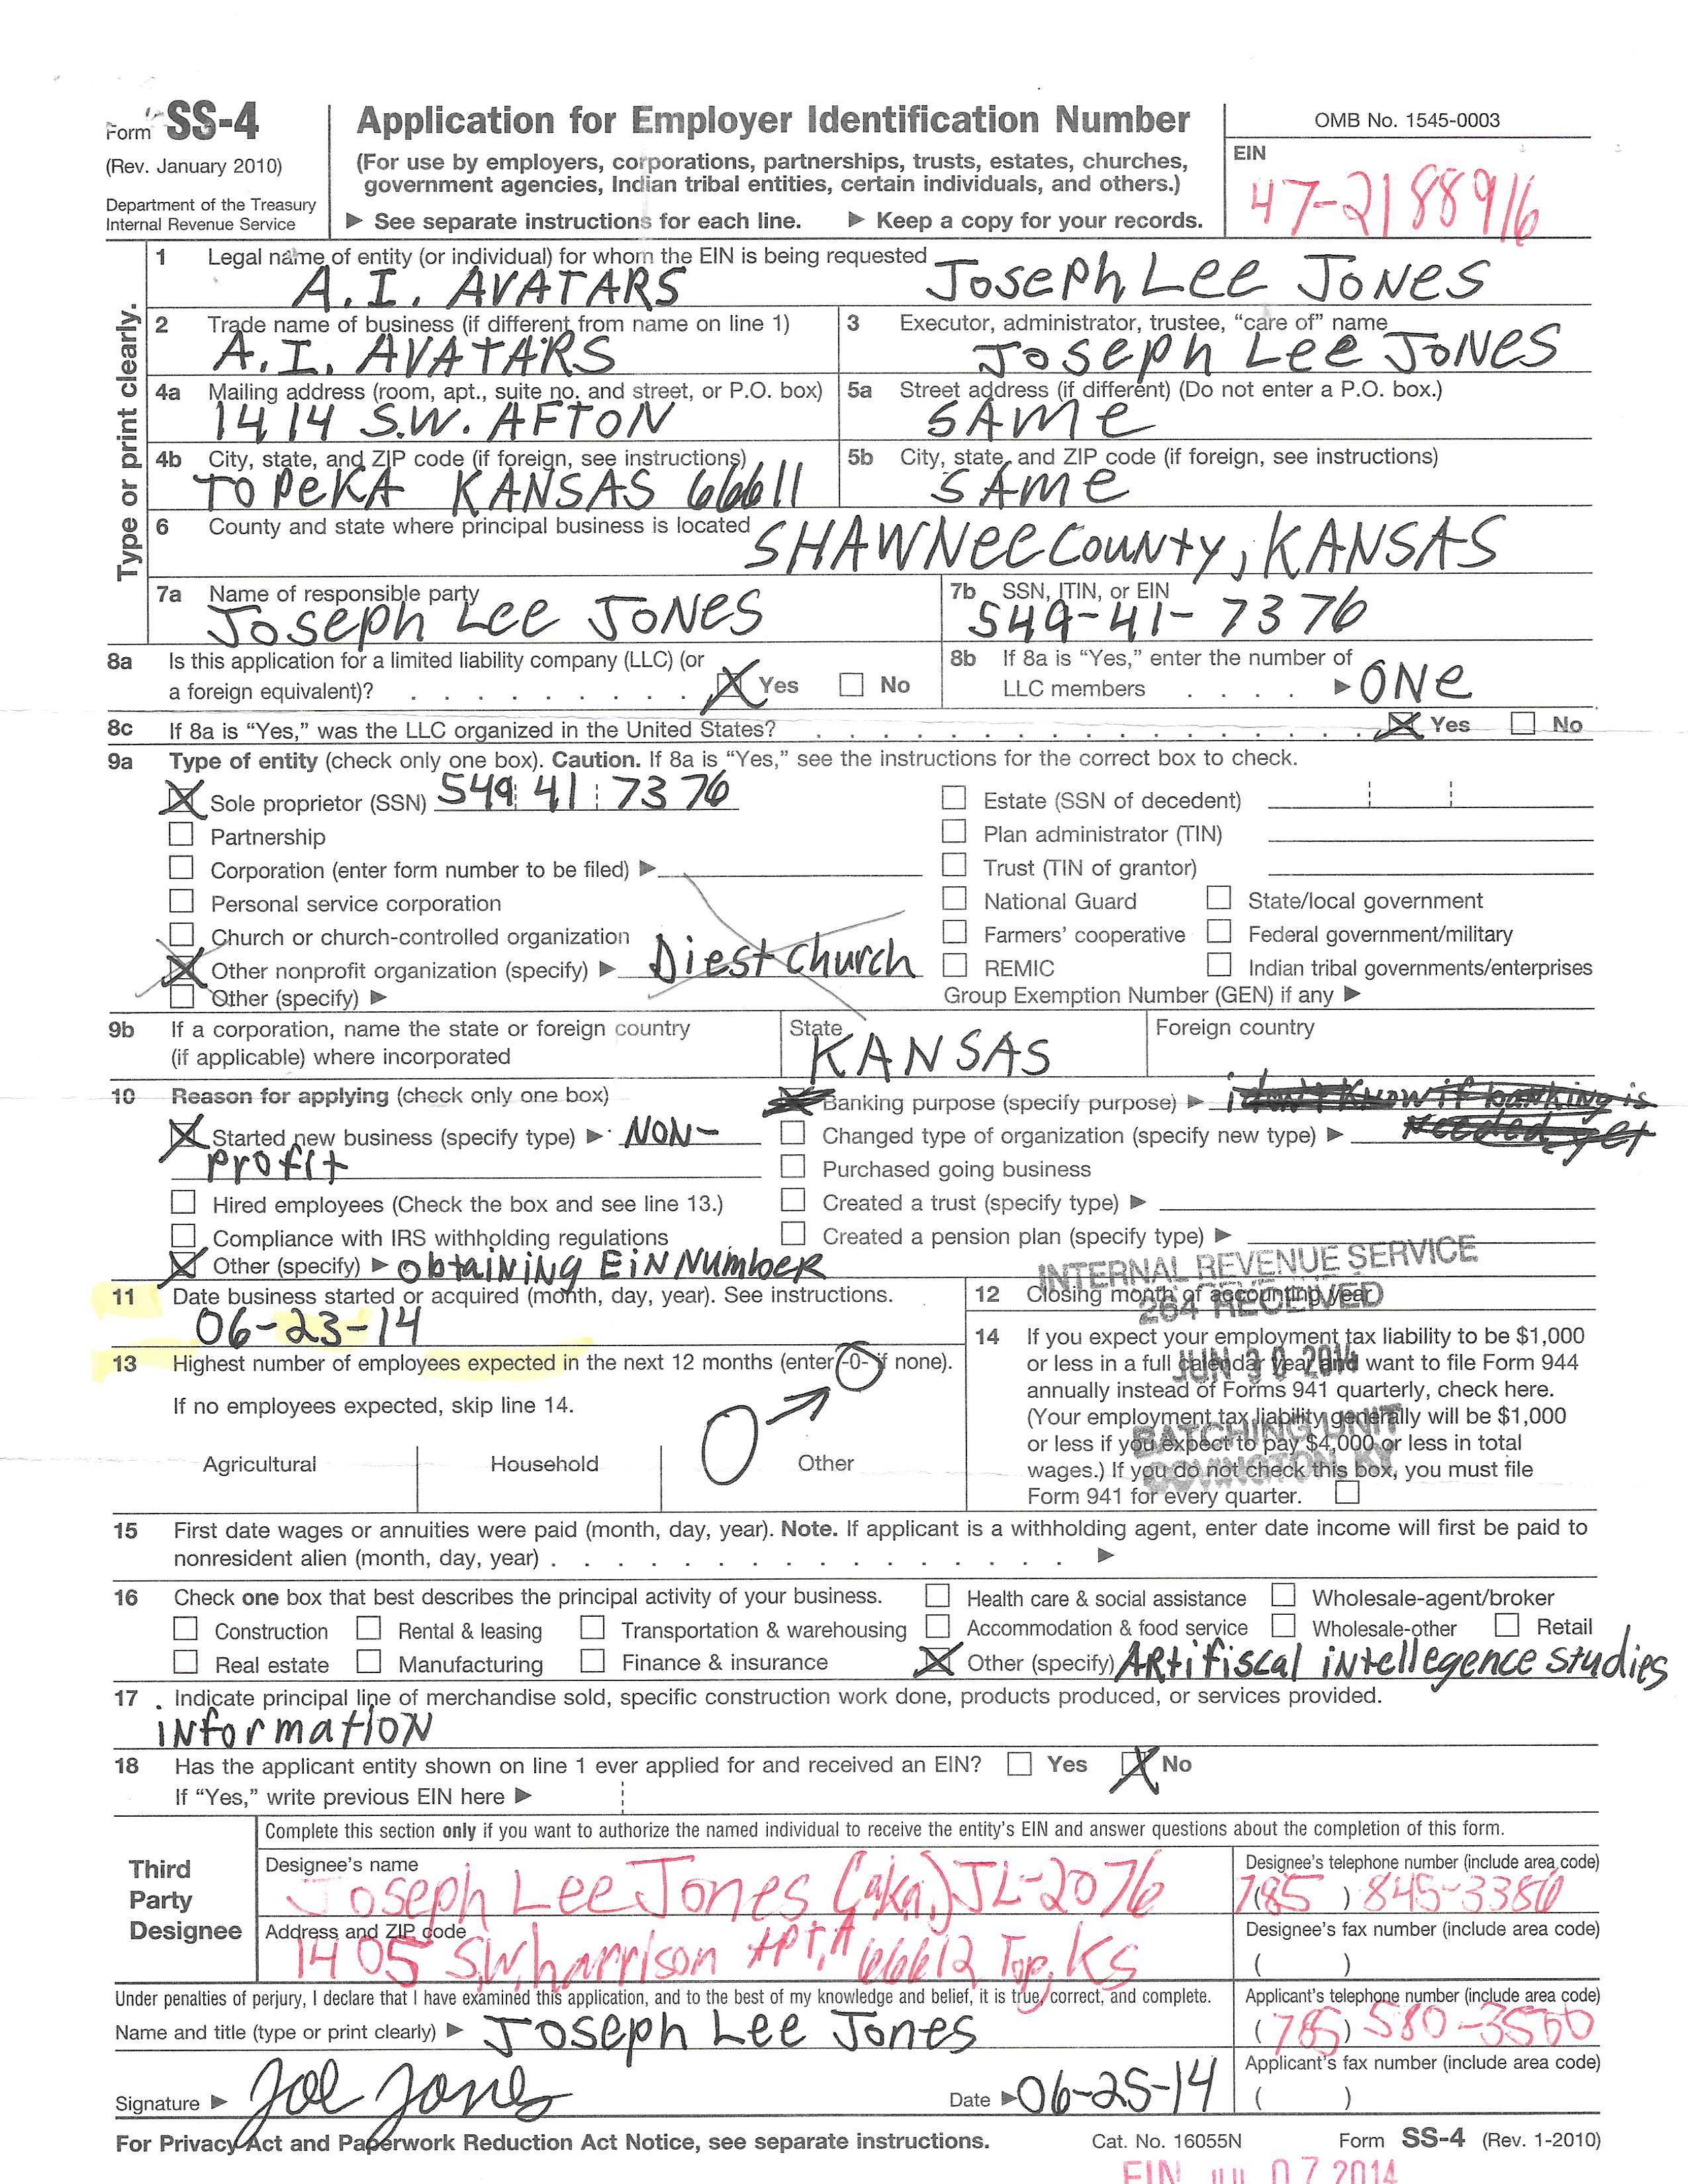 Form SS-4
(Rev. January 2010)
Department of the Treasury
Internal Revenue Service
Application for Employer Identification Number
(For use by employers, corporations, partnerships, trusts, estates, churches,
government agencies, Indian tribal entities, certain individuals, and others.)
▶ See separate instructions for each line. ▶ Keep a copy for your records.
OMB No. 1545-0003
EIN
47-2188916
Type or print clearly.
1 Legal name of entity (or individual) for whom the EIN is being requested
A.I. AVATARS Joseph Lee Jones
2 Trade name of business (if different from name on line 1)
A.I. AVATARS
3 Executor, administrator, trustee, "care of" name
Joseph Lee Jones
4a Mailing address (room, apt., suite no. and street, or P.O. box)
1414 S.W. AFTON
5a Street address (if different) (Do not enter a P.O. box.)
SAMe
4b City, state, and ZIP code (if foreign, see instructions)
TOPeKA KANSAS 66611
5b City, state, and ZIP code (if foreign, see instructions)
SAMe
6 County and state where principal business is located
SHAWNee County, KANSAS
7a Name of responsible party
Joseph Lee Jones
7b SSN, ITIN, or EIN
549-41-7376
8a Is this application for a limited liability company (LLC) (or
a foreign equivalent)? Yes No
8b If 8a is "Yes," enter the number of
LLC members ▶ ONe
8c If 8a is "Yes," was the LLC organized in the United States? Yes No
9a Type of entity (check only one box). Caution. If 8a is "Yes," see the instructions for the correct box to check.
Sole proprietor (SSN) 549 41 7376
Partnership
Corporation (enter form number to be filed) ▶
Personal service corporation
Church or church-controlled organization
Other nonprofit organization (specify) ▶ Diest church
Other (specify) ▶
Estate (SSN of decedent)
Plan administrator (TIN)
Trust (TIN of grantor)
National Guard State/local government
Farmers' cooperative Federal government/military
REMIC Indian tribal governments/enterprises
Group Exemption Number (GEN) if any ▶
9b If a corporation, name the state or foreign country
(if applicable) where incorporated
State
KANSAS
Foreign country
10 Reason for applying (check only one box)
Started new business (specify type) ▶ NON-
profit
Hired employees (Check the box and see line 13.)
Compliance with IRS withholding regulations
Other (specify) ▶ obtaining EiN Number
Banking purpose (specify purpose) ▶ i don't know if banking is
Needed yet
Changed type of organization (specify new type) ▶
Purchased going business
Created a trust (specify type) ▶
Created a pension plan (specify type) ▶
INTERNAL REVENUE SERVICE
264 RECEIVED
JUN 30 2014
BATCHING UNIT
COVINGTON, KY
11 Date business started or acquired (month, day, year). See instructions.
06-23-14
12 Closing month of accounting year
13 Highest number of employees expected in the next 12 months (enter -0- if none).
If no employees expected, skip line 14.
0
Agricultural Household Other
14 If you expect your employment tax liability to be $1,000
or less in a full calendar year and want to file Form 944
annually instead of Forms 941 quarterly, check here.
(Your employment tax liability generally will be $1,000
or less if you expect to pay $4,000 or less in total
wages.) If you do not check this box, you must file
Form 941 for every quarter.
15 First date wages or annuities were paid (month, day, year). Note. If applicant is a withholding agent, enter date income will first be paid to
nonresident alien (month, day, year) ▶
16 Check one box that best describes the principal activity of your business. Health care & social assistance Wholesale-agent/broker
Construction Rental & leasing Transportation & warehousing Accommodation & food service Wholesale-other Retail
Real estate Manufacturing Finance & insurance Other (specify) Artifiscal intellegence studies
17 Indicate principal line of merchandise sold, specific construction work done, products produced, or services provided.
iNformatioN
18 Has the applicant entity shown on line 1 ever applied for and received an EIN? Yes No
If "Yes," write previous EIN here ▶
Third Party Designee
Complete this section only if you want to authorize the named individual to receive the entity's EIN and answer questions about the completion of this form.
Designee's name
Joseph Lee Jones (aka.) JL-2076
Designee's telephone number (include area code)
(785) 845-3386
Address and ZIP code
1405 S.W. harrison APT. A 66612 Top, Ks
Designee's fax number (include area code)
( )
Under penalties of perjury, I declare that I have examined this application, and to the best of my knowledge and belief, it is true, correct, and complete.
Name and title (type or print clearly) ▶ Joseph Lee Jones
Applicant's telephone number (include area code)
(785) 580-3500
Signature ▶ Joe Jones Date ▶ 06-25-14
Applicant's fax number (include area code)
( )
For Privacy Act and Paperwork Reduction Act Notice, see separate instructions. Cat. No. 16055N Form SS-4 (Rev. 1-2010)
EIN JUL 07 2014